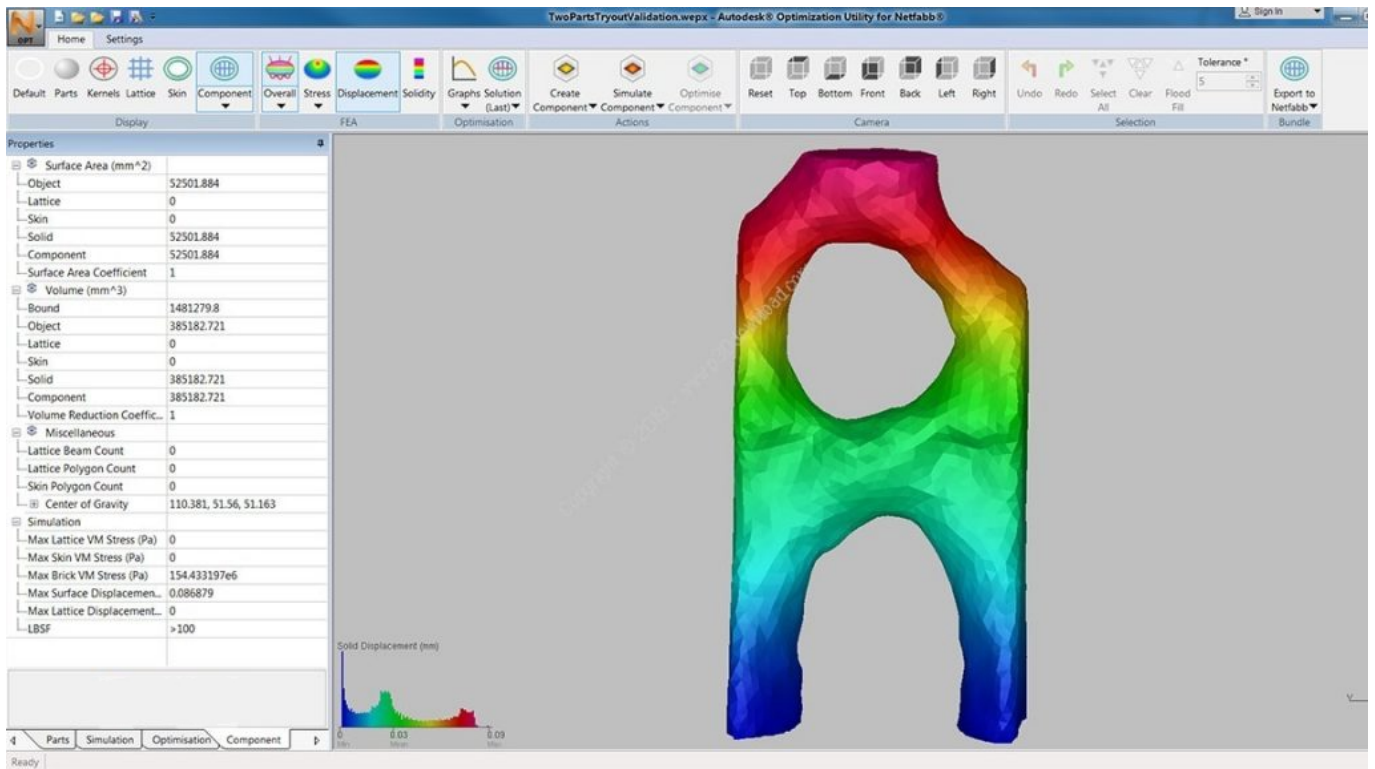 TwoPartsTryoutValidation.wepx - Autodesk® Optimization Utility for Netfabb®
Sign In
OPT
Home Settings
Default Parts Kernels Lattice Skin Component Overall Stress Displacement Solidity Graphs Solution (Last) Create Component Simulate Component Optimise Component Reset Top Bottom Front Back Left Right Undo Redo Select All Clear Flood Fill Tolerance * 5 Export to Netfabb
Display FEA Optimisation Actions Camera Selection Bundle
Properties
Surface Area (mm^2)
Object 52501.884
Lattice 0
Skin 0
Solid 52501.884
Component 52501.884
Surface Area Coefficient 1
Volume (mm^3)
Bound 1481279.8
Object 385182.721
Lattice 0
Skin 0
Solid 385182.721
Component 385182.721
Volume Reduction Coeffic... 1
Miscellaneous
Lattice Beam Count 0
Lattice Polygon Count 0
Skin Polygon Count 0
Center of Gravity 110.381, 51.56, 51.163
Simulation
Max Lattice VM Stress (Pa) 0
Max Skin VM Stress (Pa) 0
Max Brick VM Stress (Pa) 154.433197e6
Max Surface Displacemen... 0.086879
Max Lattice Displacement... 0
LBSF >100
Solid Displacement (mm)
0 0.03 0.09
Min Mean Max
Y
Parts Simulation Optimisation Component
Ready